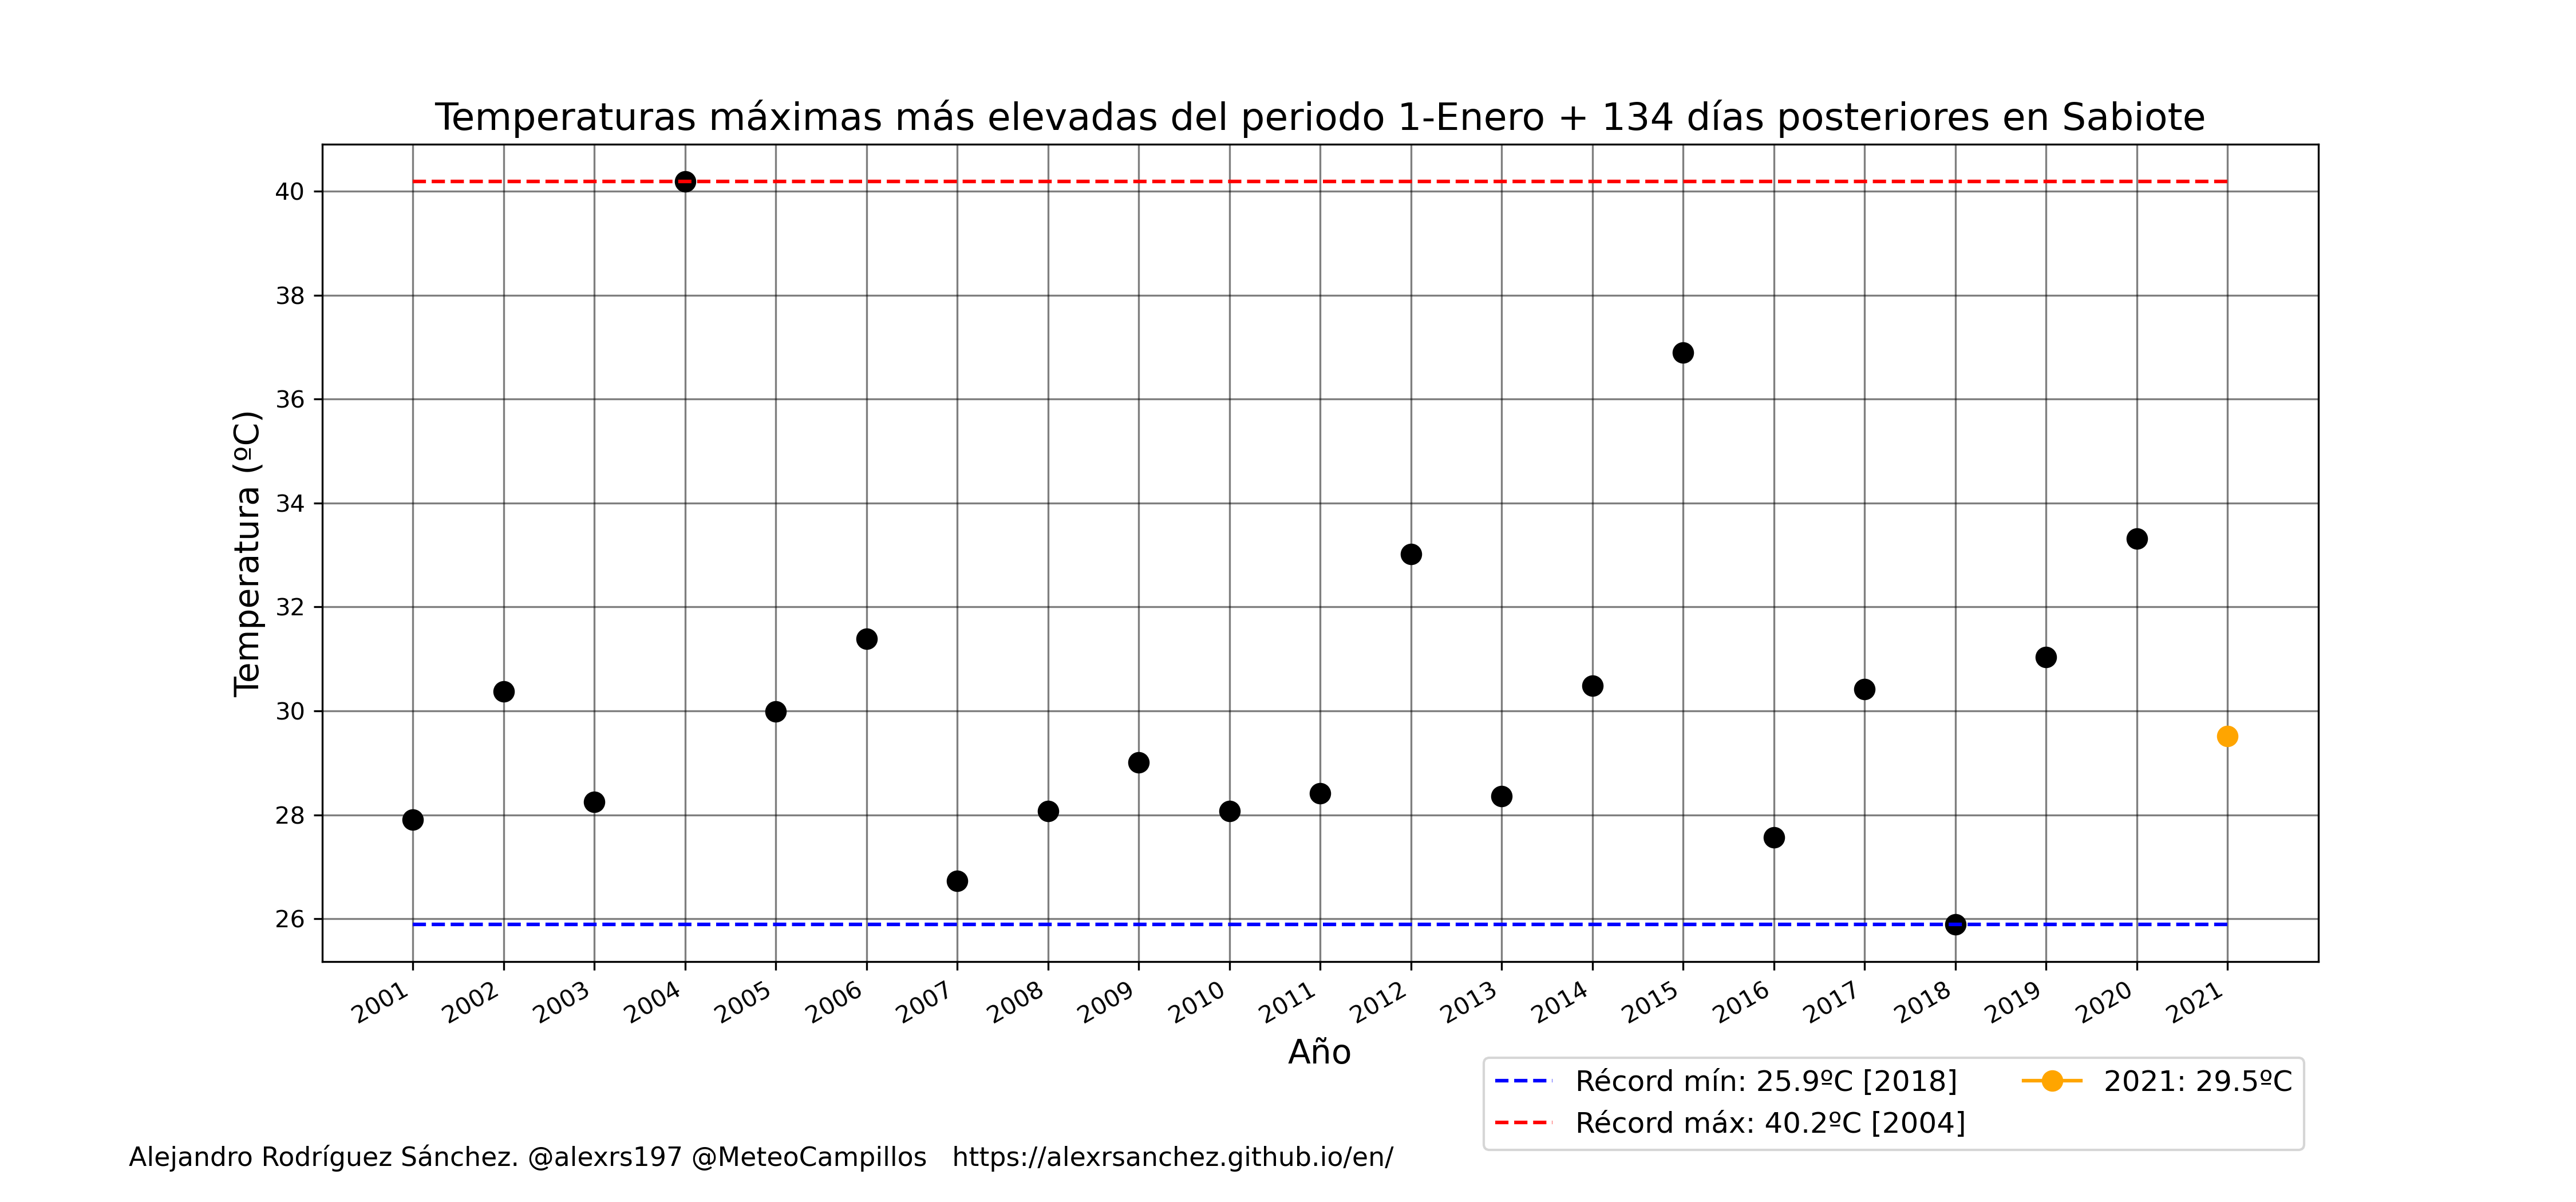 Temperaturas máximas más elevadas del periodo 1-Enero + 134 días posteriores en Sabiote
Temperatura (ºC)
40
38
36
34
32
30
28
26
2001 2002 2003 2004 2005 2006 2007 2008 2009 2010 2011 2012 2013 2014 2015 2016 2017 2018 2019 2020 2021
Año
Récord mín: 25.9ºC [2018]
Récord máx: 40.2ºC [2004]
2021: 29.5ºC
Alejandro Rodríguez Sánchez. @alexrs197 @MeteoCampillos https://alexrsanchez.github.io/en/